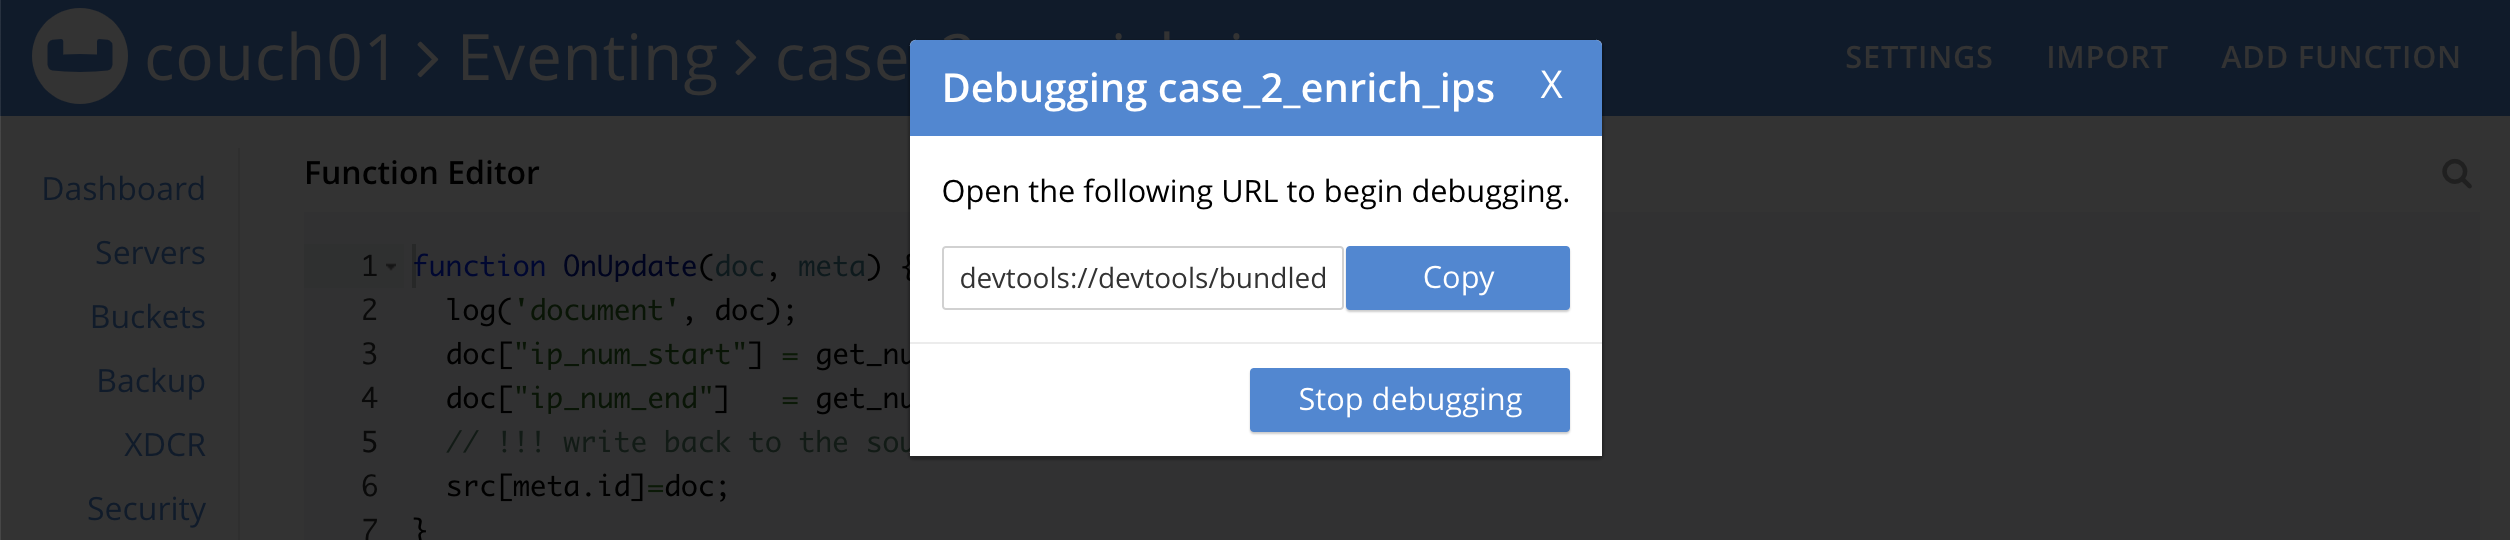 couch01 > Eventing > case
SETTINGS IMPORT ADD FUNCTION
Debugging case_2_enrich_ips X
Open the following URL to begin debugging.
devtools://devtools/bundled Copy
Stop debugging
Dashboard
Servers
Buckets
Backup
XDCR
Security
Function Editor
1 function OnUpdate(doc, meta) {
2 log('document', doc);
3 doc["ip_num_start"] = get_nu
4 doc["ip_num_end"] = get_nu
5 // !!! write back to the sou
6 src[meta.id]=doc;
7 }